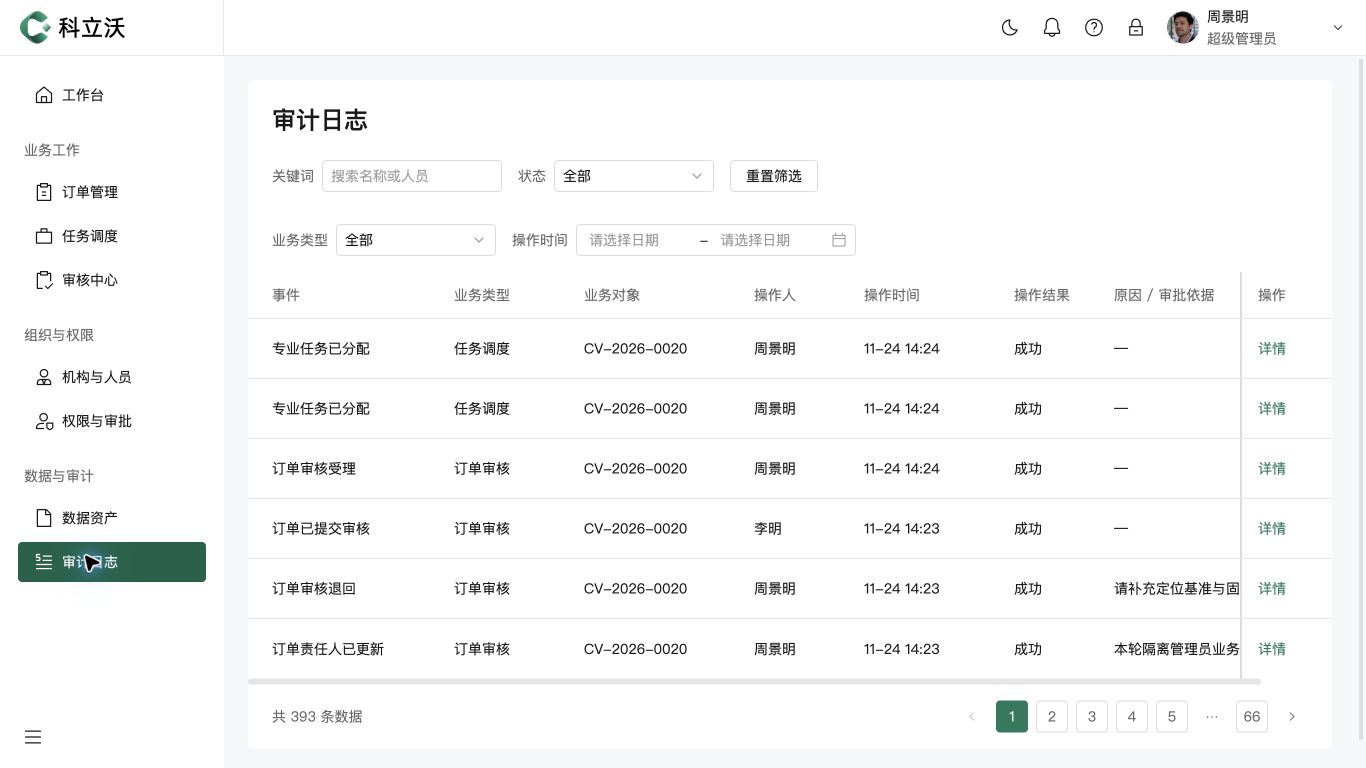 科立沃
周景明
超级管理员
工作台
业务工作
订单管理
任务调度
审核中心
组织与权限
机构与人员
权限与审批
数据与审计
数据资产
审计日志
审计日志
关键词 搜索名称或人员 状态 全部 重置筛选
业务类型 全部 操作时间 请选择日期 – 请选择日期
事件 业务类型 业务对象 操作人 操作时间 操作结果 原因 / 审批依据 操作
专业任务已分配 任务调度 CV-2026-0020 周景明 11-24 14:24 成功 — 详情
专业任务已分配 任务调度 CV-2026-0020 周景明 11-24 14:24 成功 — 详情
订单审核受理 订单审核 CV-2026-0020 周景明 11-24 14:24 成功 — 详情
订单已提交审核 订单审核 CV-2026-0020 李明 11-24 14:23 成功 — 详情
订单审核退回 订单审核 CV-2026-0020 周景明 11-24 14:23 成功 请补充定位基准与固 详情
订单责任人已更新 订单审核 CV-2026-0020 周景明 11-24 14:23 成功 本轮隔离管理员业务 详情
共 393 条数据 1 2 3 4 5 ··· 66